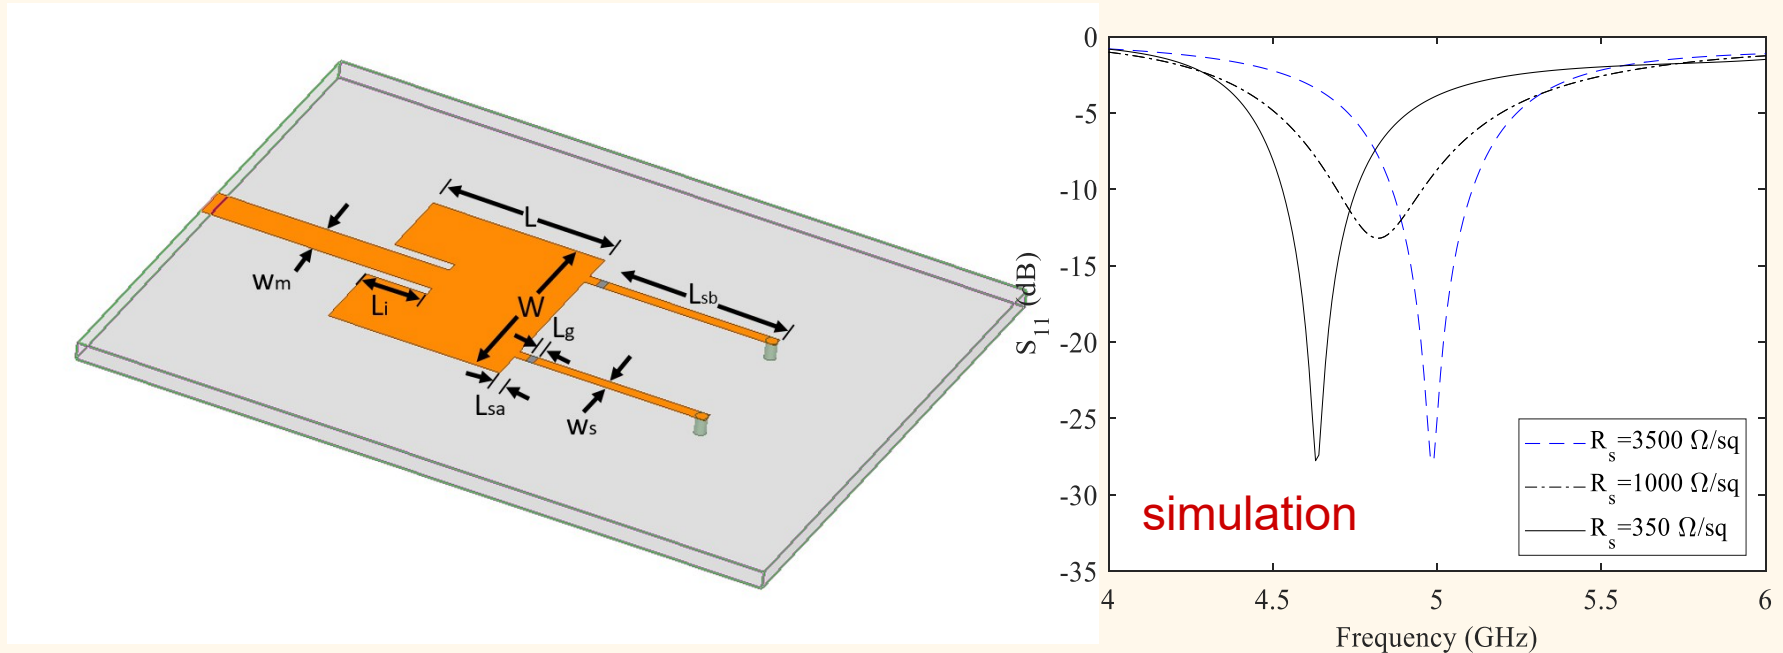 L
wm
Li
W
Lsb
Lg
Lsa
ws
0
-5
-10
-15
-20
-25
-30
-35
S11 (dB)
4
4.5
5
5.5
6
Frequency (GHz)
simulation
Rs=3500 Ω/sq
Rs=1000 Ω/sq
Rs=350 Ω/sq